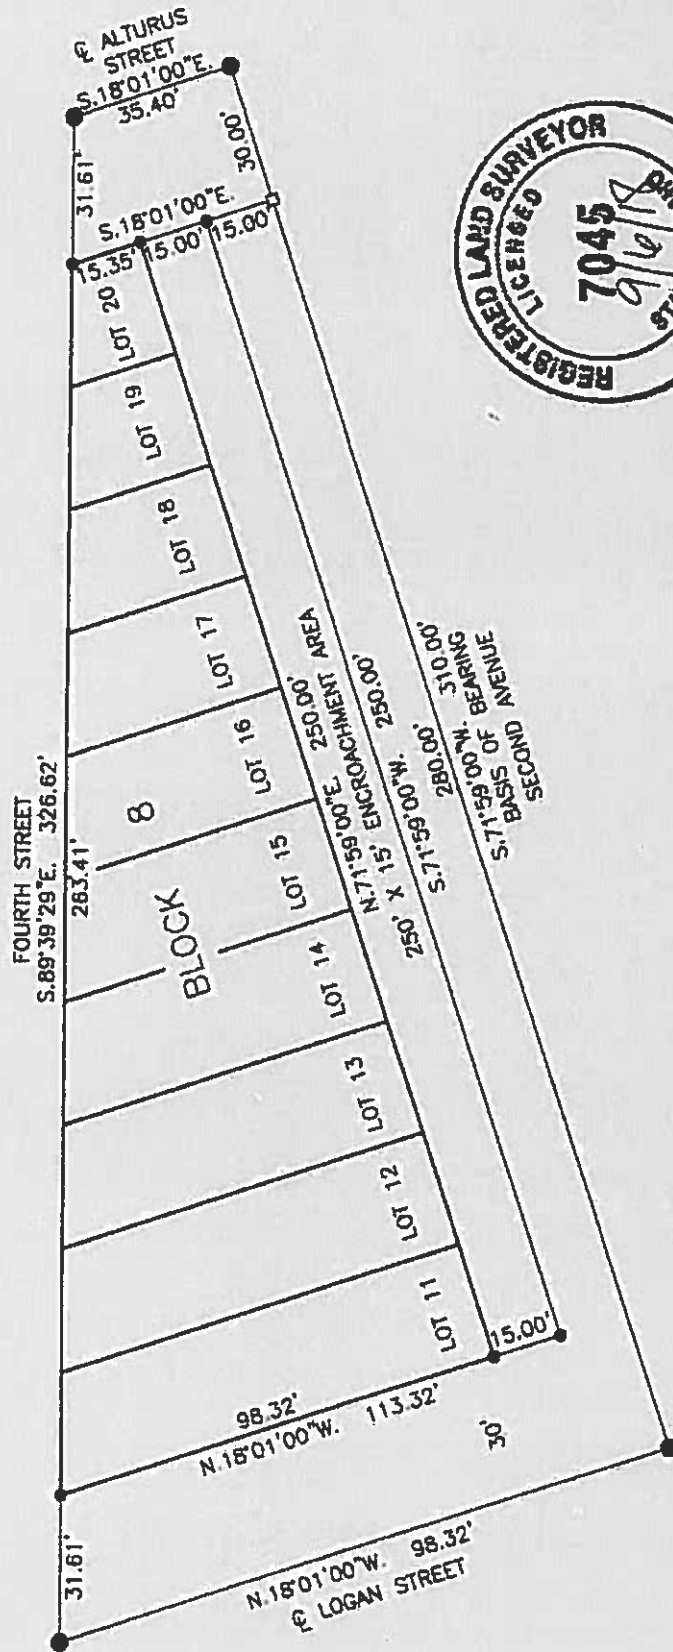 ℄ ALTURUS
STREET
S.18°01'00"E.
35.40'
31.61'
30.00'
S.18°01'00"E.
15.35'
15.00'
15.00'
LOT 20
LOT 19
LOT 18
LOT 17
LOT 16
LOT 15
LOT 14
LOT 13
LOT 12
LOT 11
BLOCK
8
FOURTH STREET
S.89°39'29"E. 326.62'
263.41'
N.71°59'00"E. 250.00'
250' X 15' ENCROACHMENT AREA
S.71°59'00"W. 250.00'
280.00'
S.71°59'00"W. 310.00'
BASIS OF BEARING
SECOND AVENUE
15.00'
98.32'
N.18°01'00"W. 113.32'
30'
31.61'
N.18°01'00"W. 98.32'
℄ LOGAN STREET
REGISTERED LAND SURVEYOR
LICENSED
7045